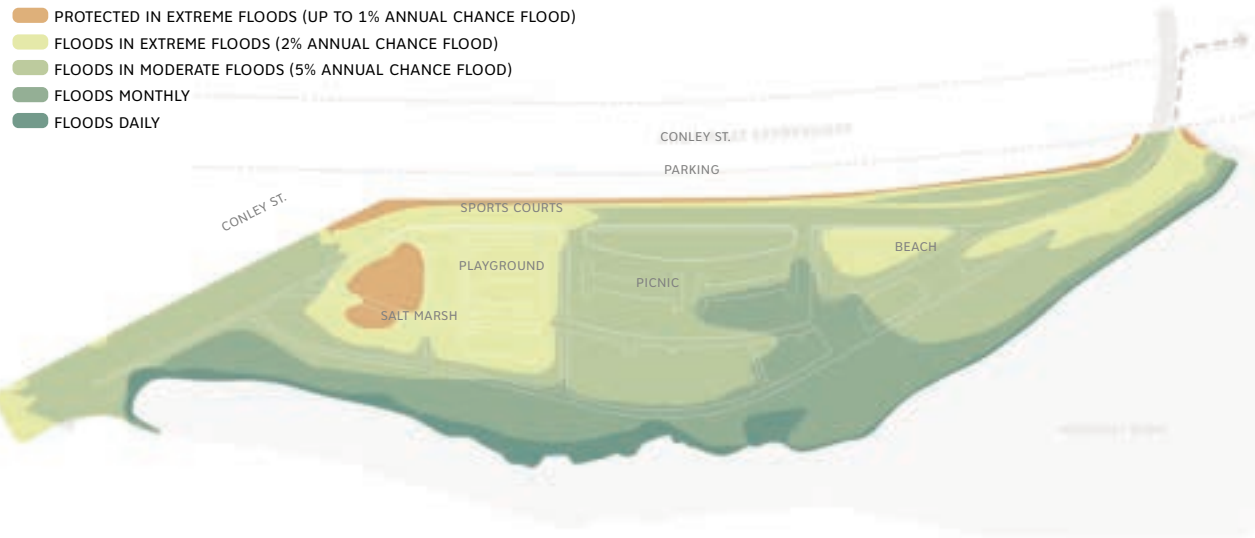 PROTECTED IN EXTREME FLOODS (UP TO 1% ANNUAL CHANCE FLOOD)
FLOODS IN EXTREME FLOODS (2% ANNUAL CHANCE FLOOD)
FLOODS IN MODERATE FLOODS (5% ANNUAL CHANCE FLOOD)
FLOODS MONTHLY
FLOODS DAILY
CONLEY ST.
PARKING
CONLEY ST.
SPORTS COURTS
BEACH
PLAYGROUND
PICNIC
SALT MARSH